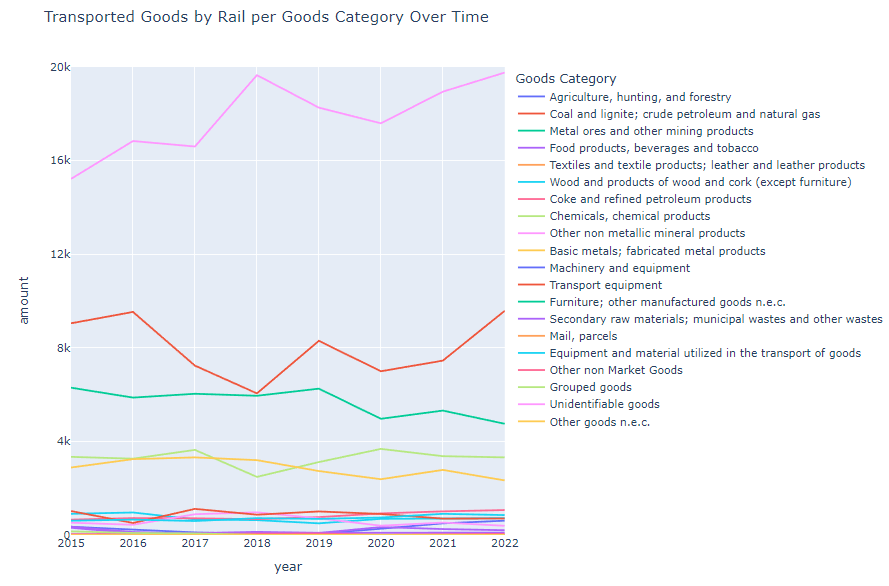 Transported Goods by Rail per Goods Category Over Time
20k
16k
12k
8k
4k
0
amount
2015
2016
2017
2018
2019
2020
2021
2022
year
Goods Category
Agriculture, hunting, and forestry
Coal and lignite; crude petroleum and natural gas
Metal ores and other mining products
Food products, beverages and tobacco
Textiles and textile products; leather and leather products
Wood and products of wood and cork (except furniture)
Coke and refined petroleum products
Chemicals, chemical products
Other non metallic mineral products
Basic metals; fabricated metal products
Machinery and equipment
Transport equipment
Furniture; other manufactured goods n.e.c.
Secondary raw materials; municipal wastes and other wastes
Mail, parcels
Equipment and material utilized in the transport of goods
Other non Market Goods
Grouped goods
Unidentifiable goods
Other goods n.e.c.